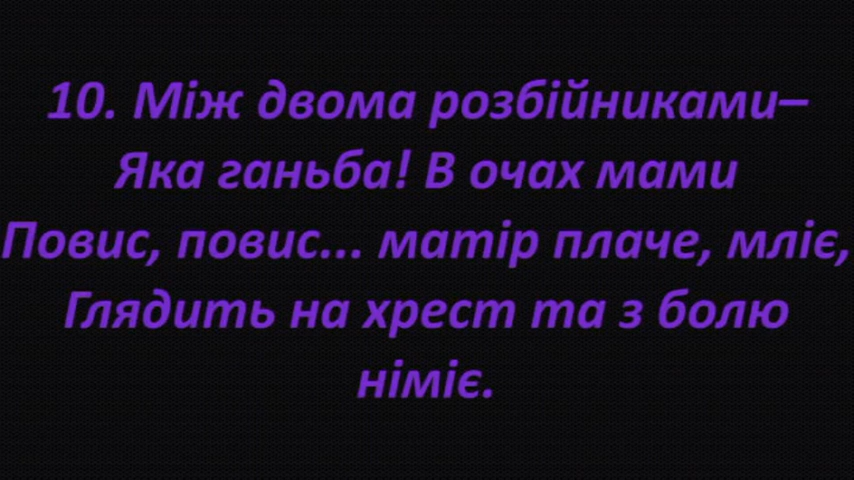 10. Між двома розбійниками–
Яка ганьба! В очах мами
Повис, повис... матір плаче, мліє,
Глядить на хрест та з болю
німіє.